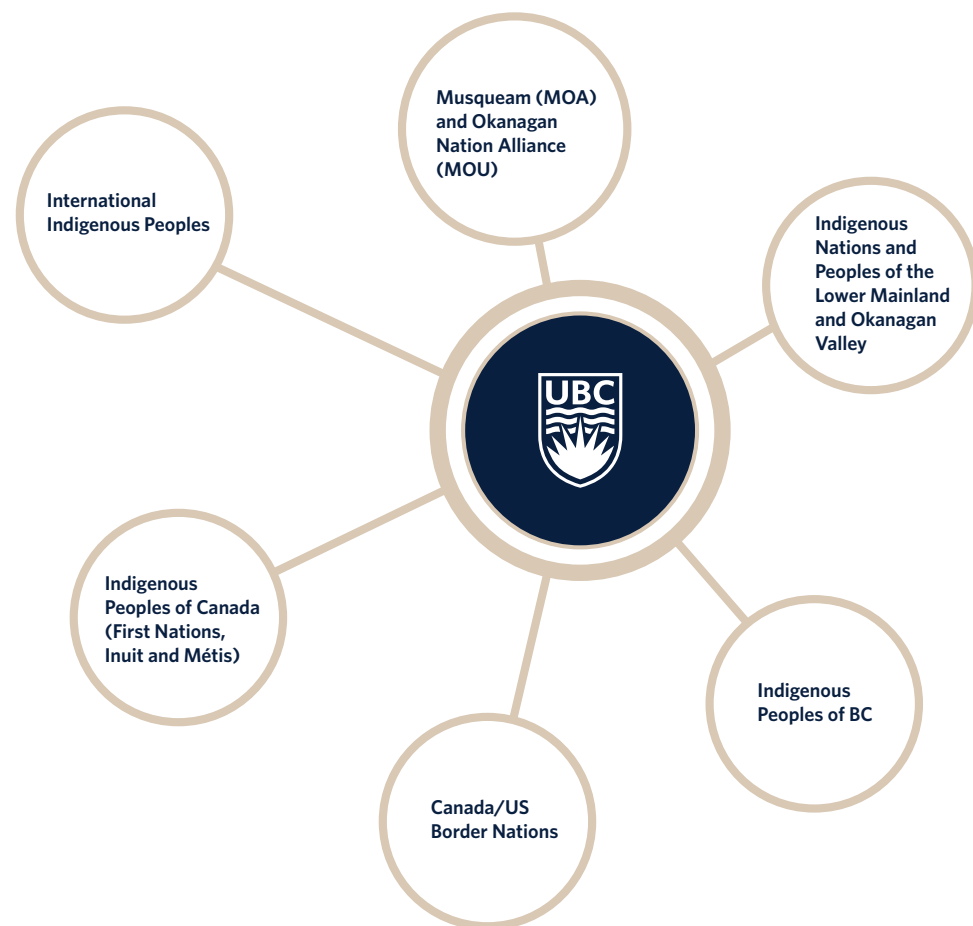 Musqueam (MOA)
and Okanagan
Nation Alliance
(MOU)
International
Indigenous Peoples
Indigenous
Nations and
Peoples of the
Lower Mainland
and Okanagan
Valley
UBC
Indigenous
Peoples of Canada
(First Nations,
Inuit and Métis)
Indigenous
Peoples of BC
Canada/US
Border Nations